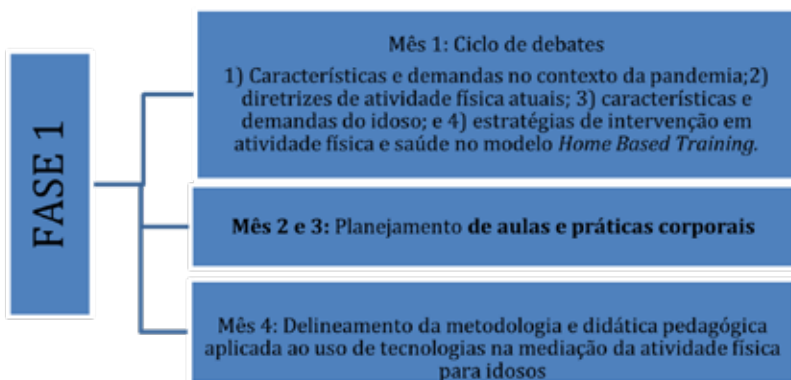 FASE 1
Mês 1: Ciclo de debates
1) Características e demandas no contexto da pandemia;2)
diretrizes de atividade física atuais; 3) características e
demandas do idoso; e 4) estratégias de intervenção em
atividade física e saúde no modelo Home Based Training.
Mês 2 e 3: Planejamento de aulas e práticas corporais
Mês 4: Delineamento da metodologia e didática pedagógica
aplicada ao uso de tecnologias na mediação da atividade física
para idosos